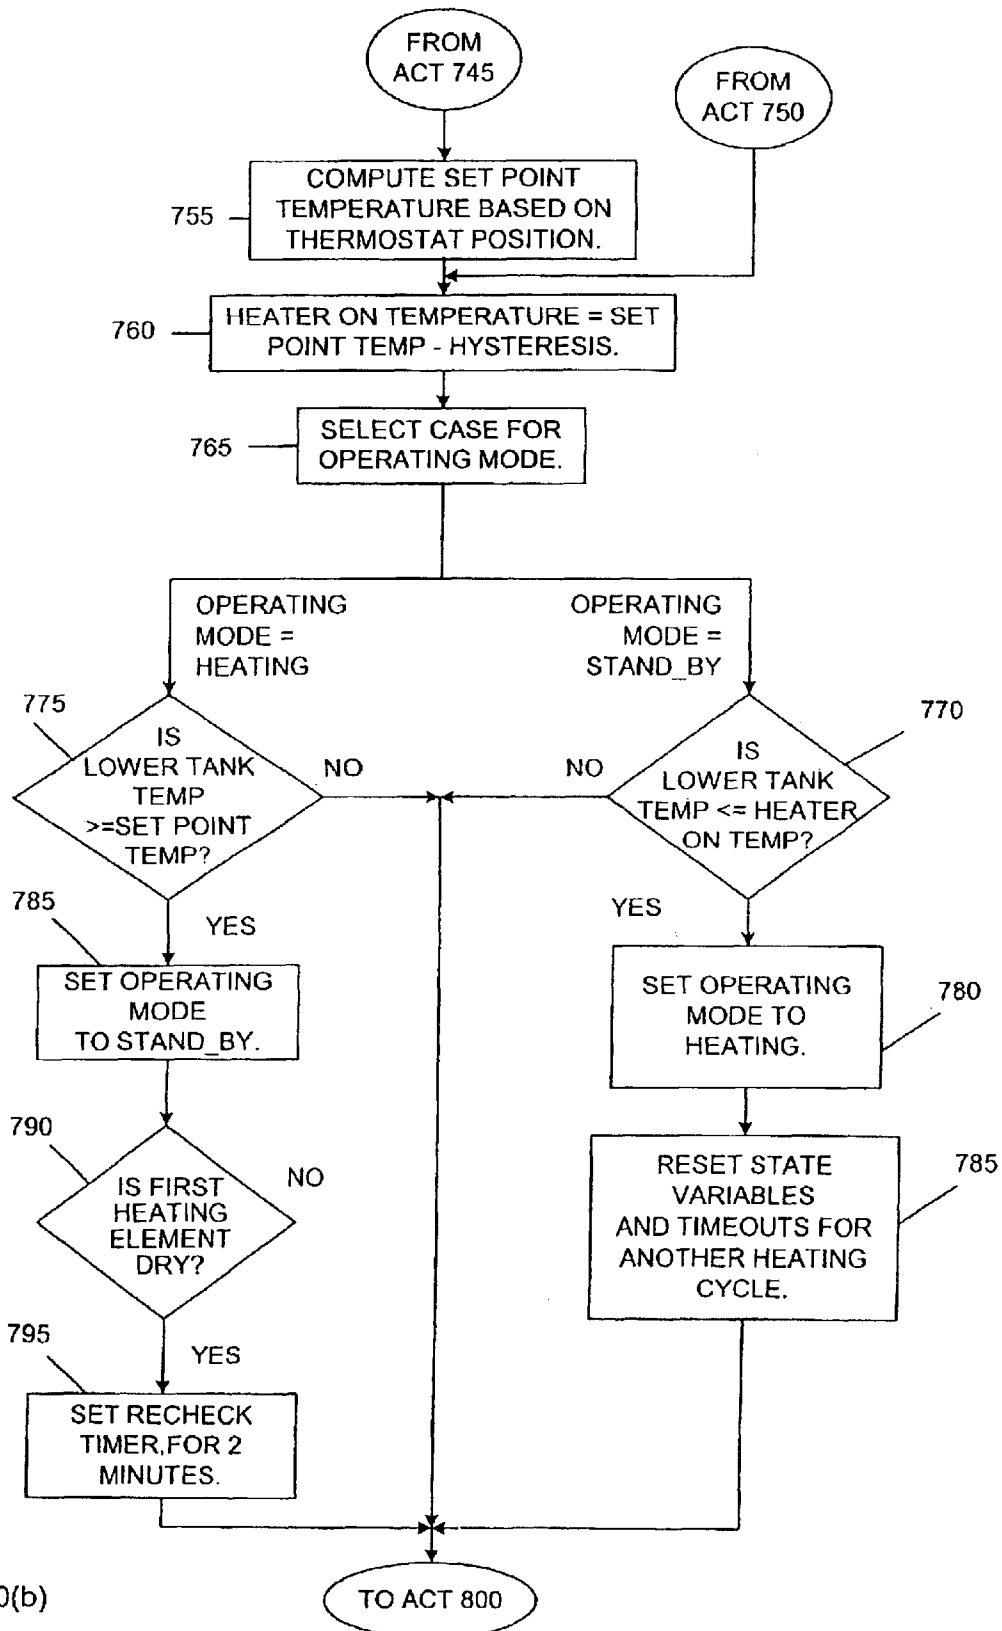 FROM
ACT 745
FROM
ACT 750
755
COMPUTE SET POINT
TEMPERATURE BASED ON
THERMOSTAT POSITION.
760
HEATER ON TEMPERATURE = SET
POINT TEMP - HYSTERESIS.
765
SELECT CASE FOR
OPERATING MODE.
OPERATING
MODE =
HEATING
OPERATING
MODE =
STAND_BY
775
IS
LOWER TANK
TEMP
>=SET POINT
TEMP?
NO
NO
770
IS
LOWER TANK
TEMP <= HEATER
ON TEMP?
785
YES
YES
SET OPERATING
MODE
TO STAND_BY.
SET OPERATING
MODE TO
HEATING.
780
790
IS FIRST
HEATING
ELEMENT
DRY?
NO
RESET STATE
VARIABLES
AND TIMEOUTS FOR
ANOTHER HEATING
CYCLE.
785
795
YES
SET RECHECK
TIMER,FOR 2
MINUTES.
0(b)
TO ACT 800